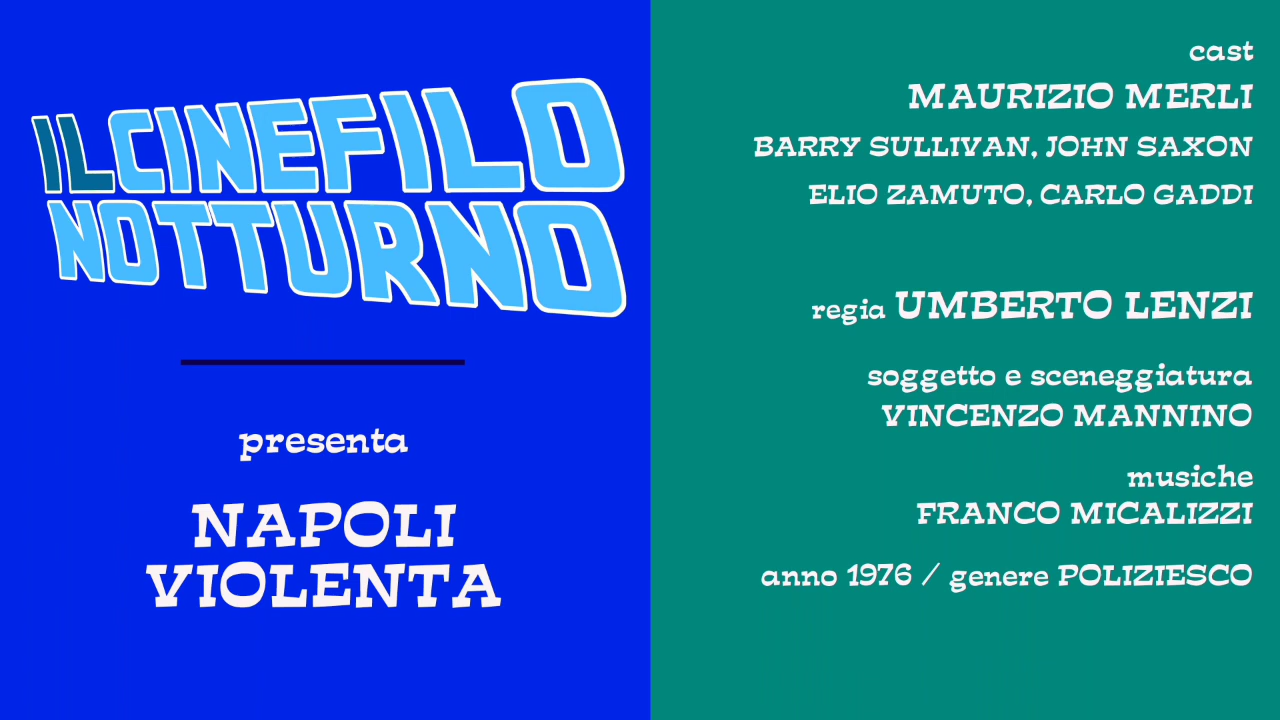 IL CINEFILO
NOTTURNO
presenta
NAPOLI
VIOLENTA
cast
MAURIZIO MERLI
BARRY SULLIVAN, JOHN SAXON
ELIO ZAMUTO, CARLO GADDI
regia UMBERTO LENZI
soggetto e sceneggiatura
VINCENZO MANNINO
musiche
FRANCO MICALIZZI
anno 1976 / genere POLIZIESCO